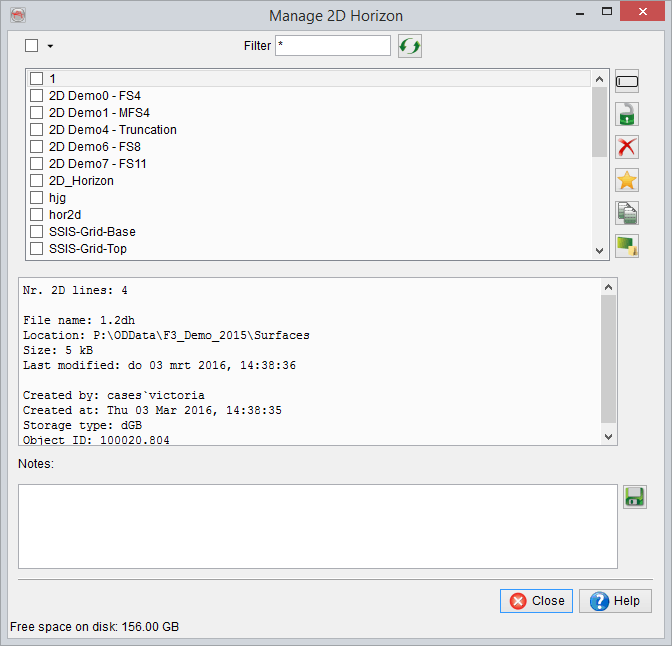 Manage 2D Horizon
Filter *
1
2D Demo0 - FS4
2D Demo1 - MFS4
2D Demo4 - Truncation
2D Demo6 - FS8
2D Demo7 - FS11
2D_Horizon
hjg
hor2d
SSIS-Grid-Base
SSIS-Grid-Top
Nr. 2D lines: 4
File name: 1.2dh
Location: P:\ODData\F3_Demo_2015\Surfaces
Size: 5 kB
Last modified: do 03 mrt 2016, 14:38:36
Created by: cases`victoria
Created at: Thu 03 Mar 2016, 14:38:35
Storage type: dGB
Object ID: 100020.804
Notes:
Close
Help
Free space on disk: 156.00 GB